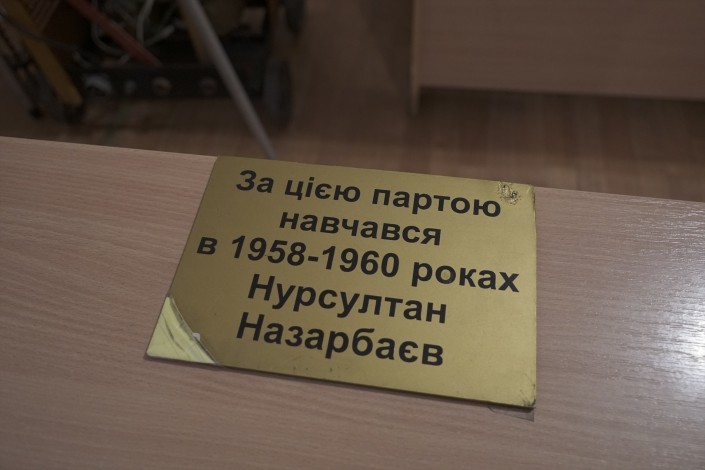 За цією партою
навчався
в 1958-1960 роках
Нурсултан
Назарбаєв